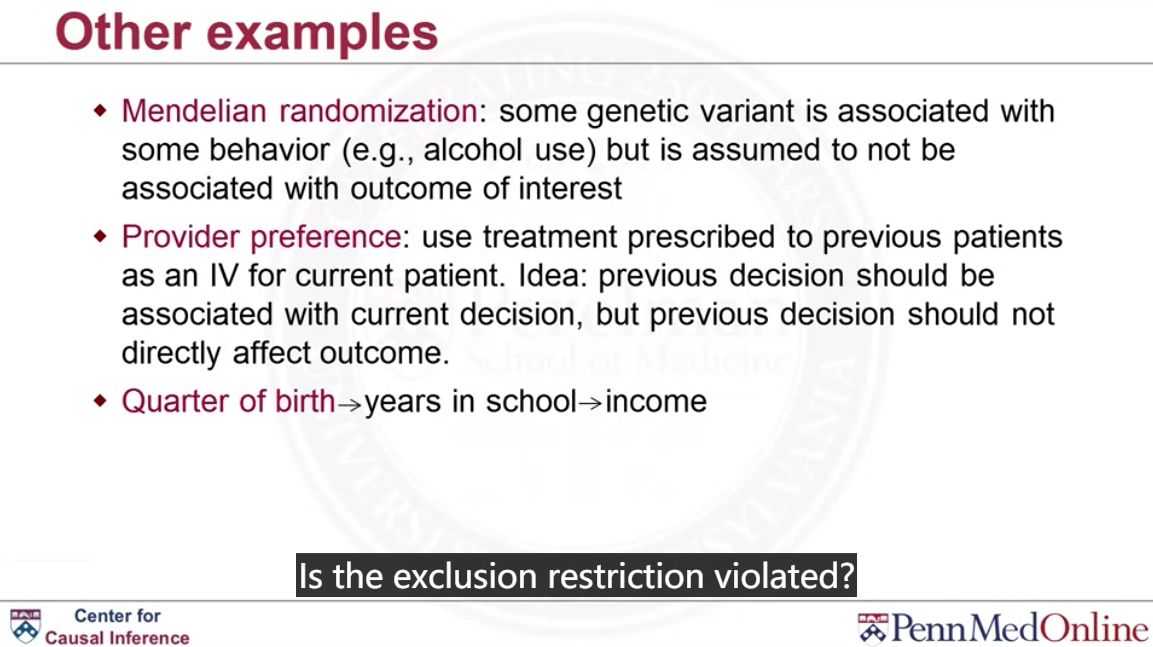 Other examples
◆ Mendelian randomization: some genetic variant is associated with
some behavior (e.g., alcohol use) but is assumed to not be
associated with outcome of interest
◆ Provider preference: use treatment prescribed to previous patients
as an IV for current patient. Idea: previous decision should be
associated with current decision, but previous decision should not
directly affect outcome.
◆ Quarter of birth→years in school→income
Is the exclusion restriction violated?
Center for
Causal Inference
PennMedOnline
School of Medicine